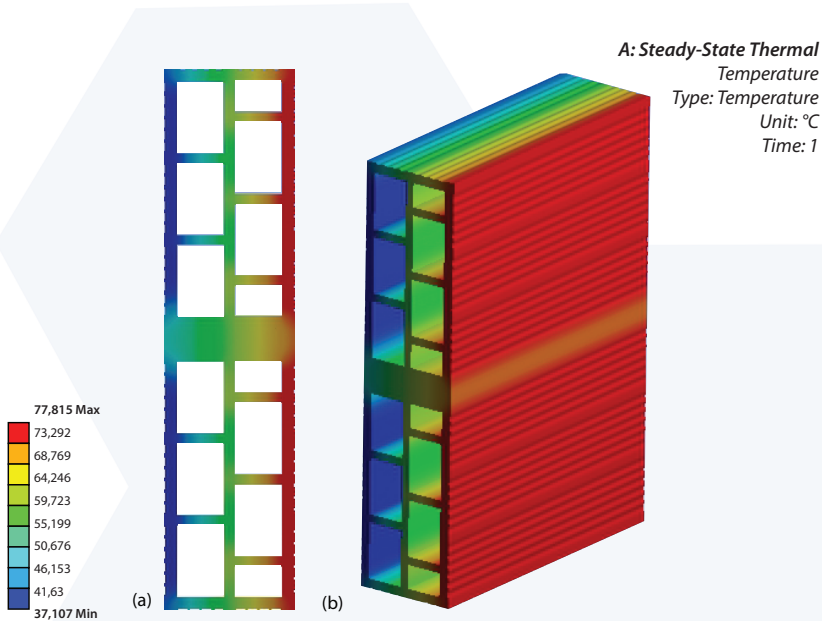 A: Steady-State Thermal
Temperature
Type: Temperature
Unit: °C
Time: 1
77,815 Max
73,292
68,769
64,246
59,723
55,199
50,676
46,153
41,63
37,107 Min
(a)
(b)